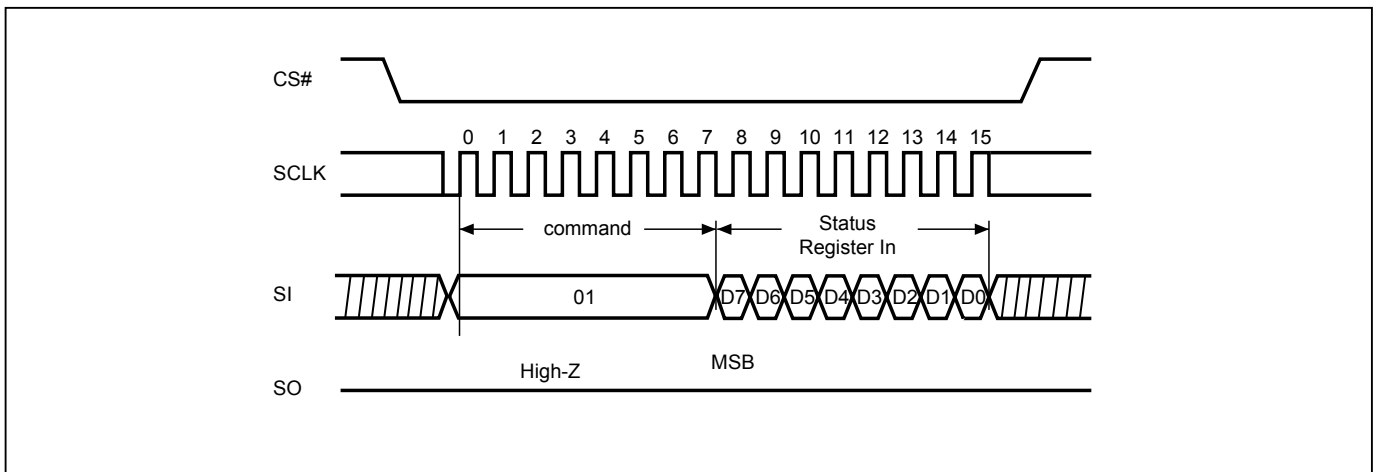 CS#
0 1 2 3 4 5 6 7 8 9 10 11 12 13 14 15
SCLK
command
Status
Register In
SI
01
D7 D6 D5 D4 D3 D2 D1 D0
High-Z
MSB
SO